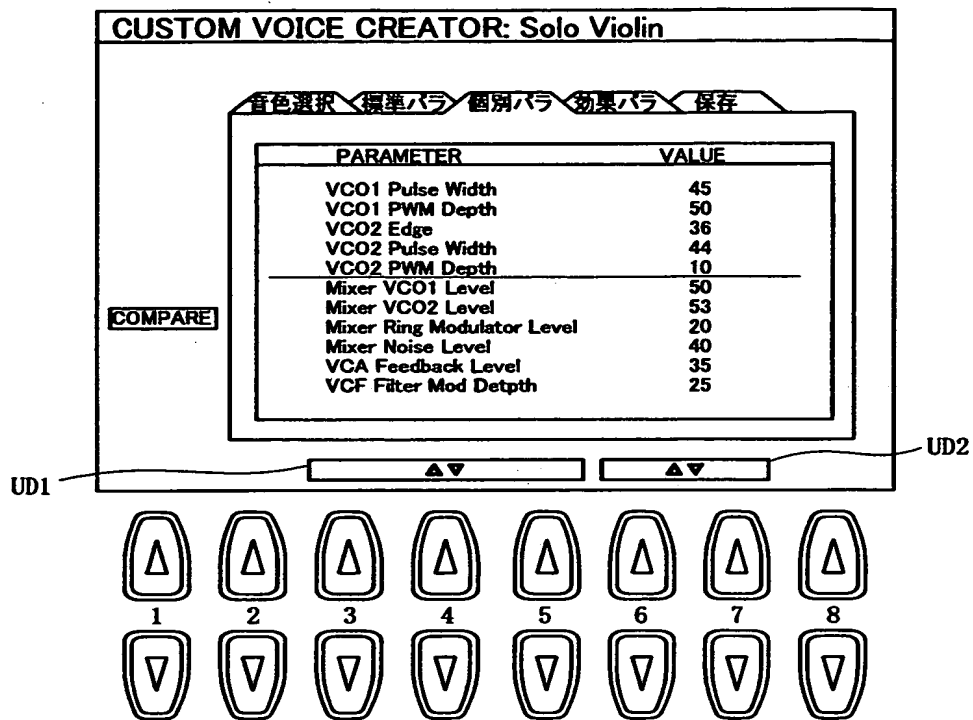 CUSTOM VOICE CREATOR: Solo Violin
音色選択 標準パラ 個別パラ 効果パラ 保存
PARAMETER VALUE
VCO1 Pulse Width 45
VCO1 PWM Depth 50
VCO2 Edge 36
VCO2 Pulse Width 44
VCO2 PWM Depth 10
Mixer VCO1 Level 50
Mixer VCO2 Level 53
COMPARE
Mixer Ring Modulator Level 20
Mixer Noise Level 40
VCA Feedback Level 35
VCF Filter Mod Detpth 25
UD1
UD2
1 2 3 4 5 6 7 8